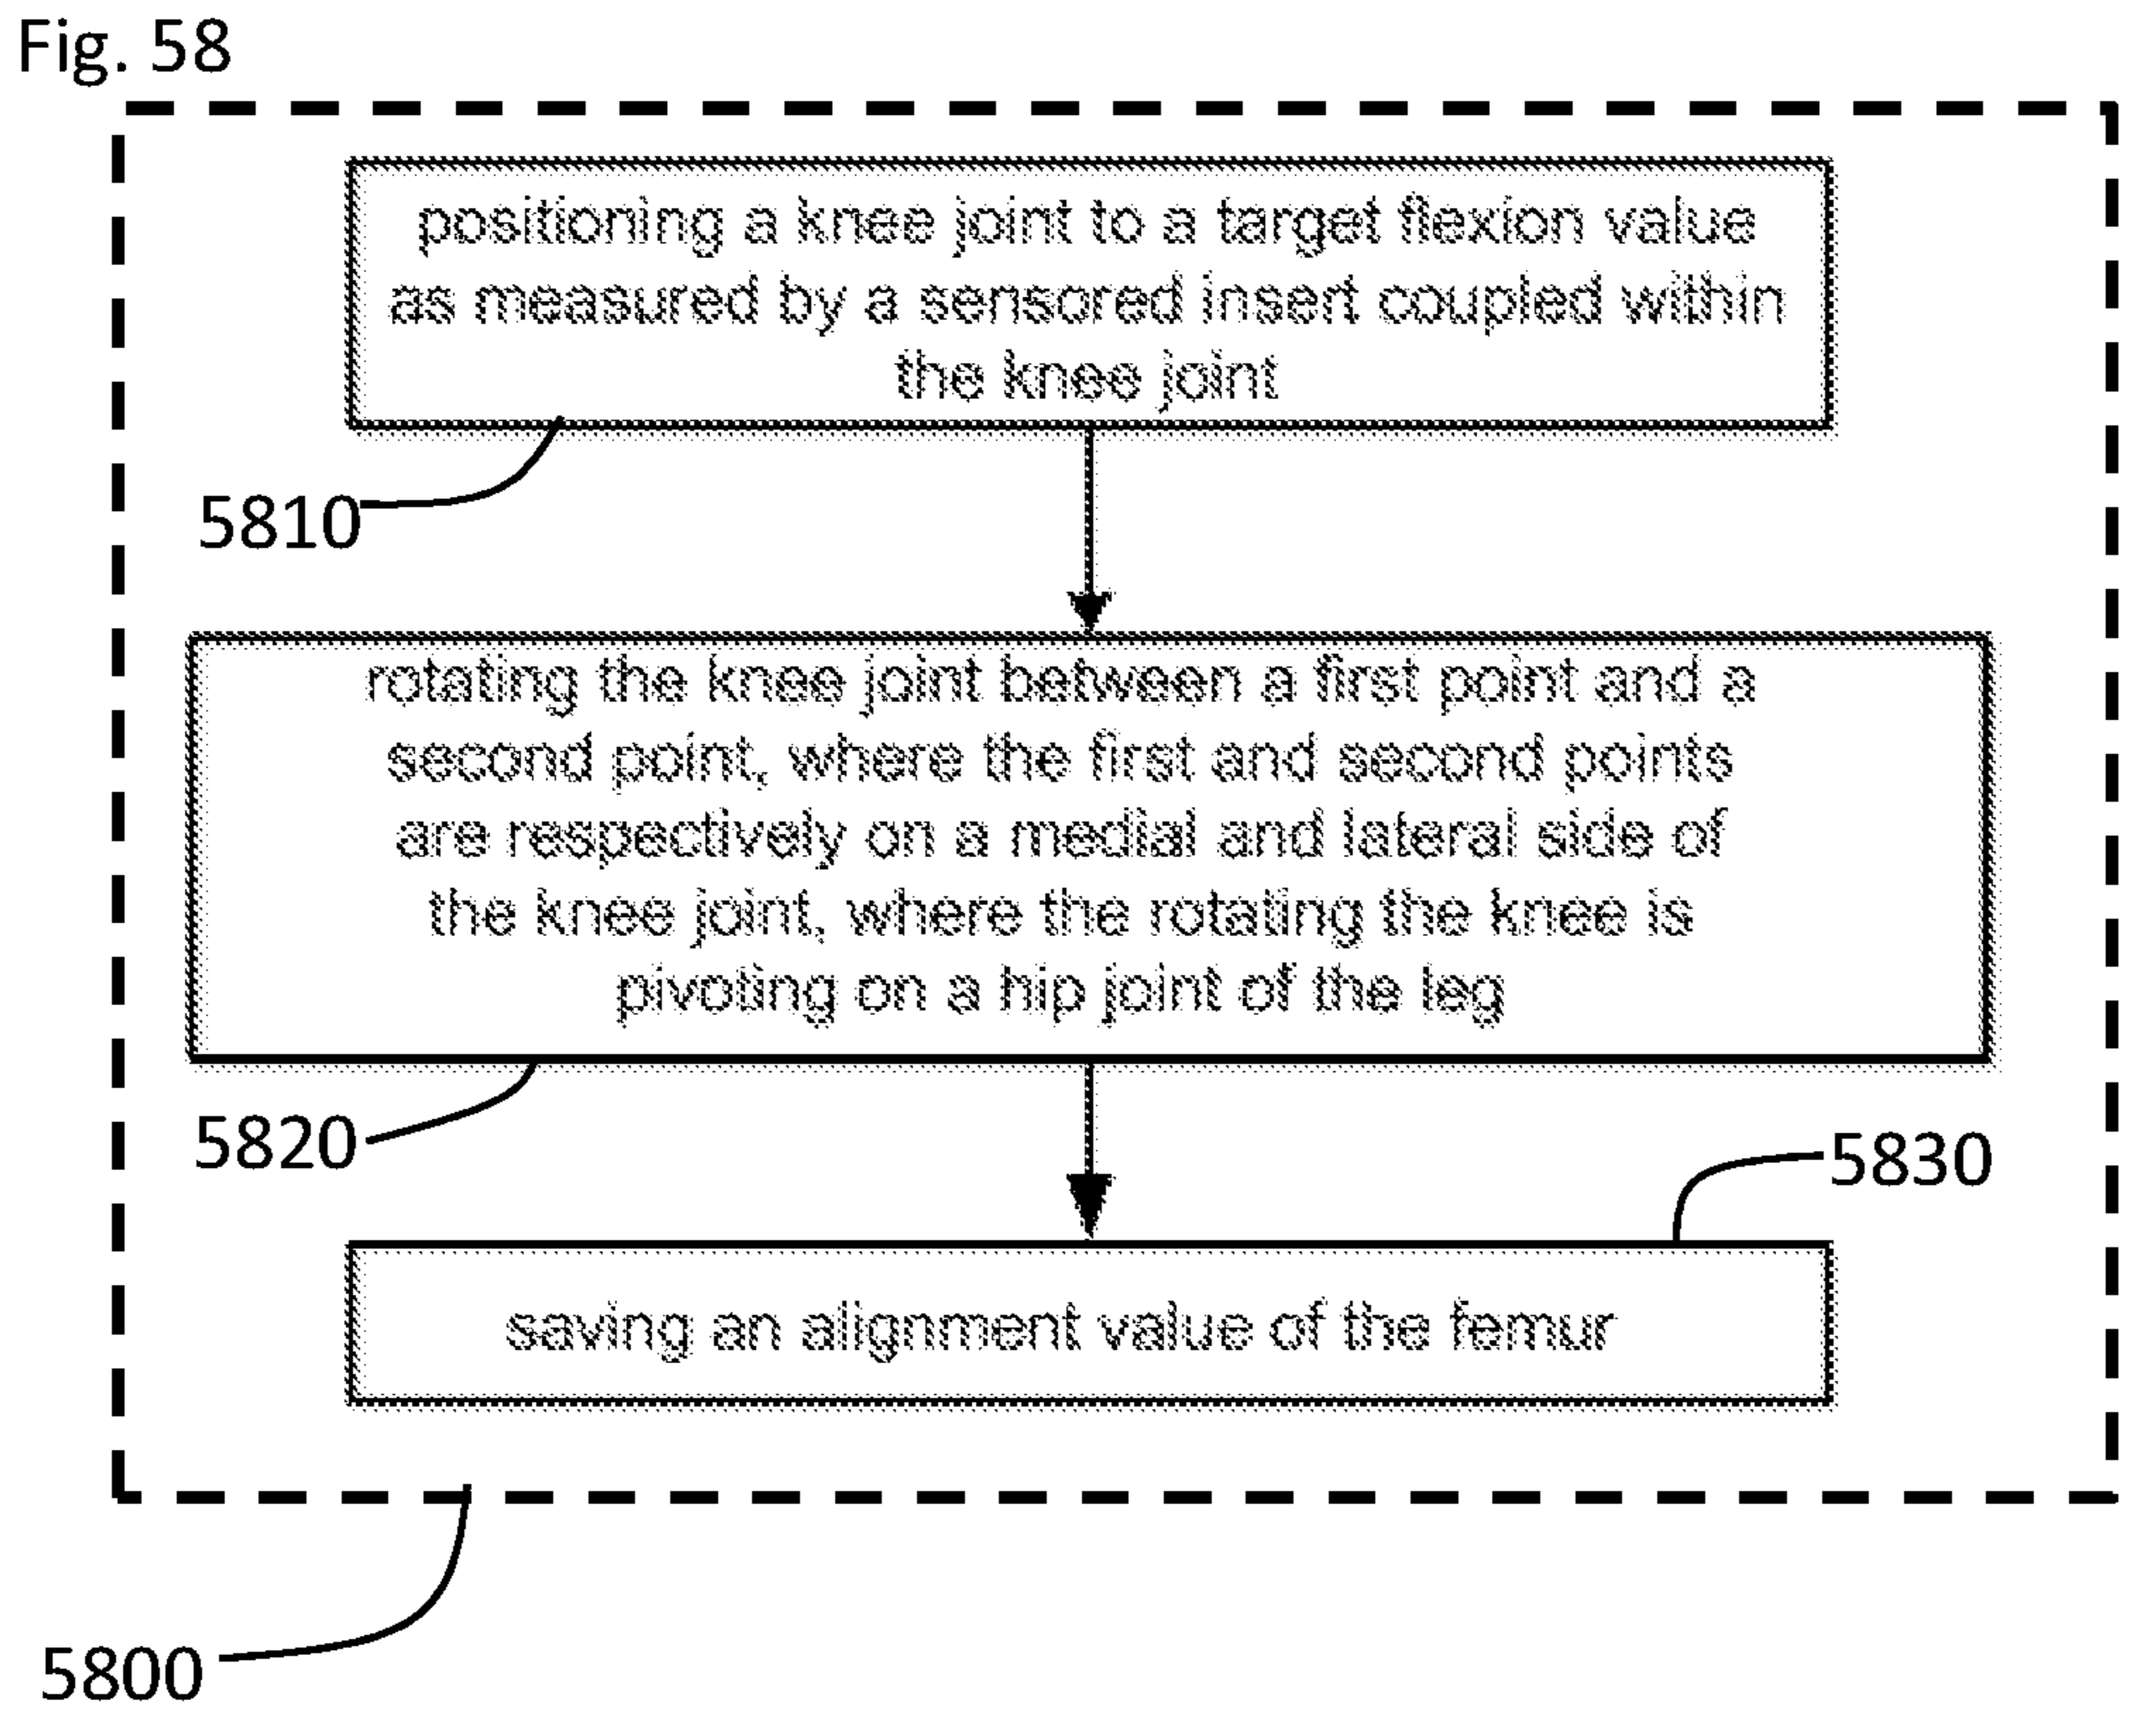 Fig. 58
positioning a knee joint to a target flexion value
as measured by a sensored insert coupled within
the knee joint
5810
rotating the knee joint between a first point and a
second point, where the first and second points
are respectively on a medial and lateral side of
the knee joint, where the rotating the knee is
pivoting on a hip joint of the leg
5820
5830
saving an alignment value of the femur
5800